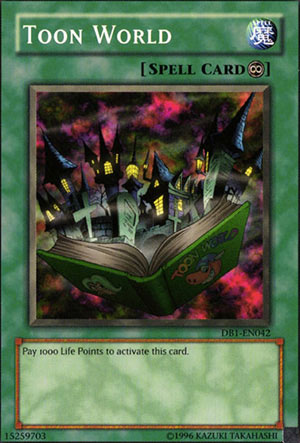 TOON WORLD
魔
[SPELL CARD∞]
TOON WORLD
DB1-EN042
Pay 1000 Life Points to activate this card.
15259703
©1996 KAZUKI TAKAHASHI